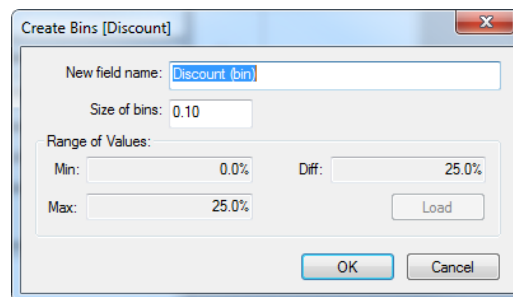 Create Bins [Discount]
New field name: Discount (bin)
Size of bins: 0.10
Range of Values:
Min: 0.0% Diff: 25.0%
Max: 25.0% Load
OK Cancel